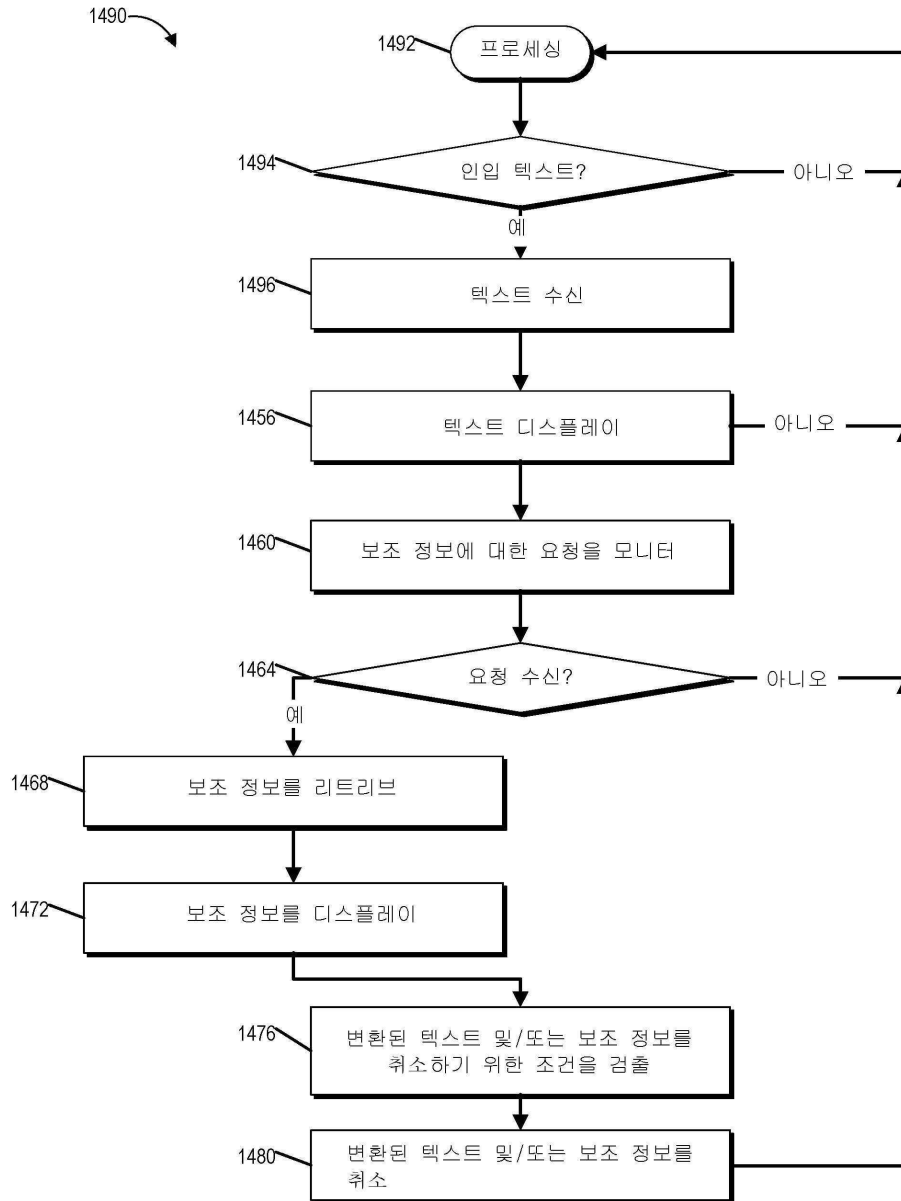 1490
1492
프로세싱
1494
인입 텍스트?
아니오
예
1496
텍스트 수신
1456
텍스트 디스플레이
아니오
1460
보조 정보에 대한 요청을 모니터
1464
요청 수신?
아니오
예
1468
보조 정보를 리트리브
1472
보조 정보를 디스플레이
1476
변환된 텍스트 및/또는 보조 정보를
취소하기 위한 조건을 검출
1480
변환된 텍스트 및/또는 보조 정보를
취소